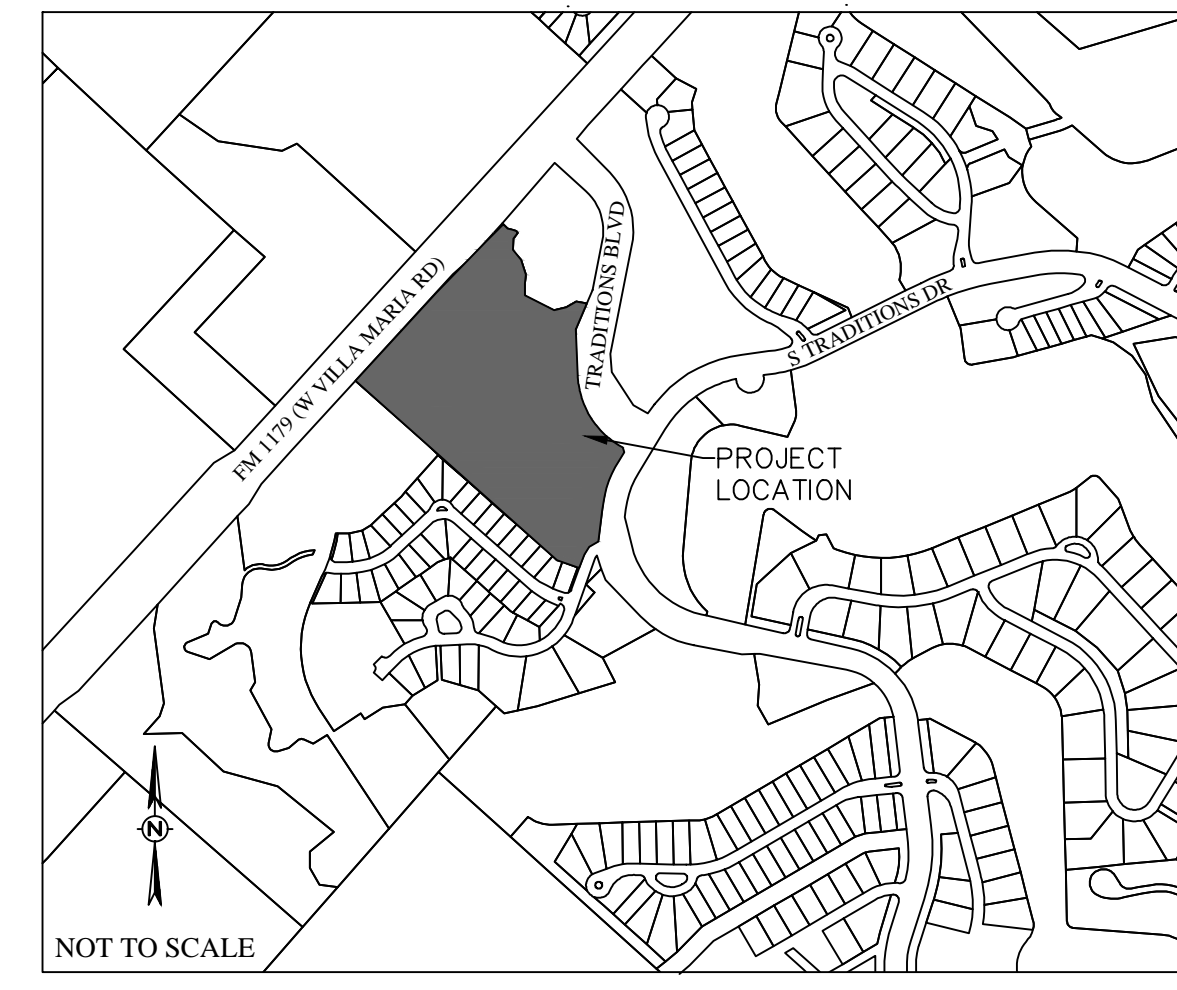 TRADITIONS BLVD
FM 1179 (W VILLA MARIA RD)
S TRADITIONS DR
PROJECT
LOCATION
N
NOT TO SCALE